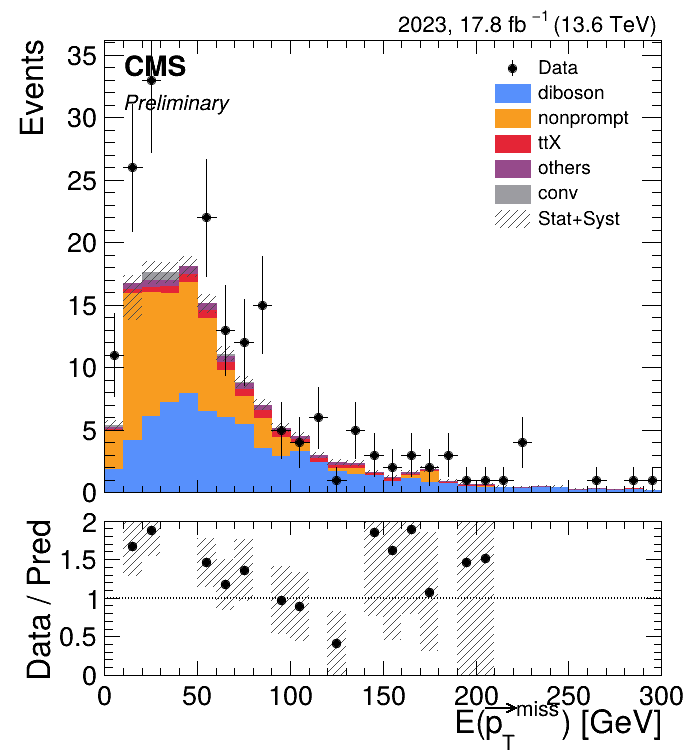 2023, 17.8 fb⁻¹ (13.6 TeV)
CMS
Preliminary
Events
35
30
25
20
15
10
5
0
Data
diboson
nonprompt
ttX
others
conv
Stat+Syst
Data / Pred
2
1.5
1
0.5
0
0 50 100 150 200 250 300
E(p⃗_T^miss) [GeV]